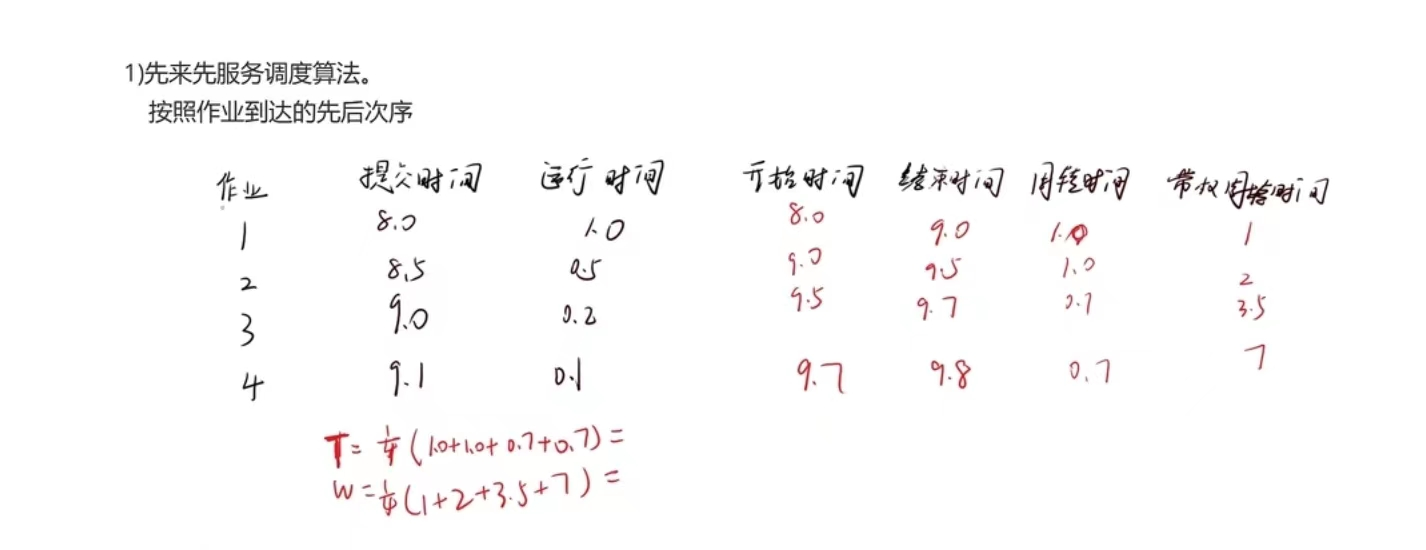 1)先来先服务调度算法。
按照作业到达的先后次序
作业 提交时间 运行时间 开始时间 结束时间 周转时间 带权周转时间
1 8.0 1.0 8.0 9.0 1.0 1
2 8.5 0.5 9.0 9.5 1.0 2
3 9.0 0.2 9.5 9.7 0.7 3.5
4 9.1 0.1 9.7 9.8 0.7 7
T= 1/4 (1.0+1.0+0.7+0.7) =
W= 1/4 (1+2+3.5+7) =